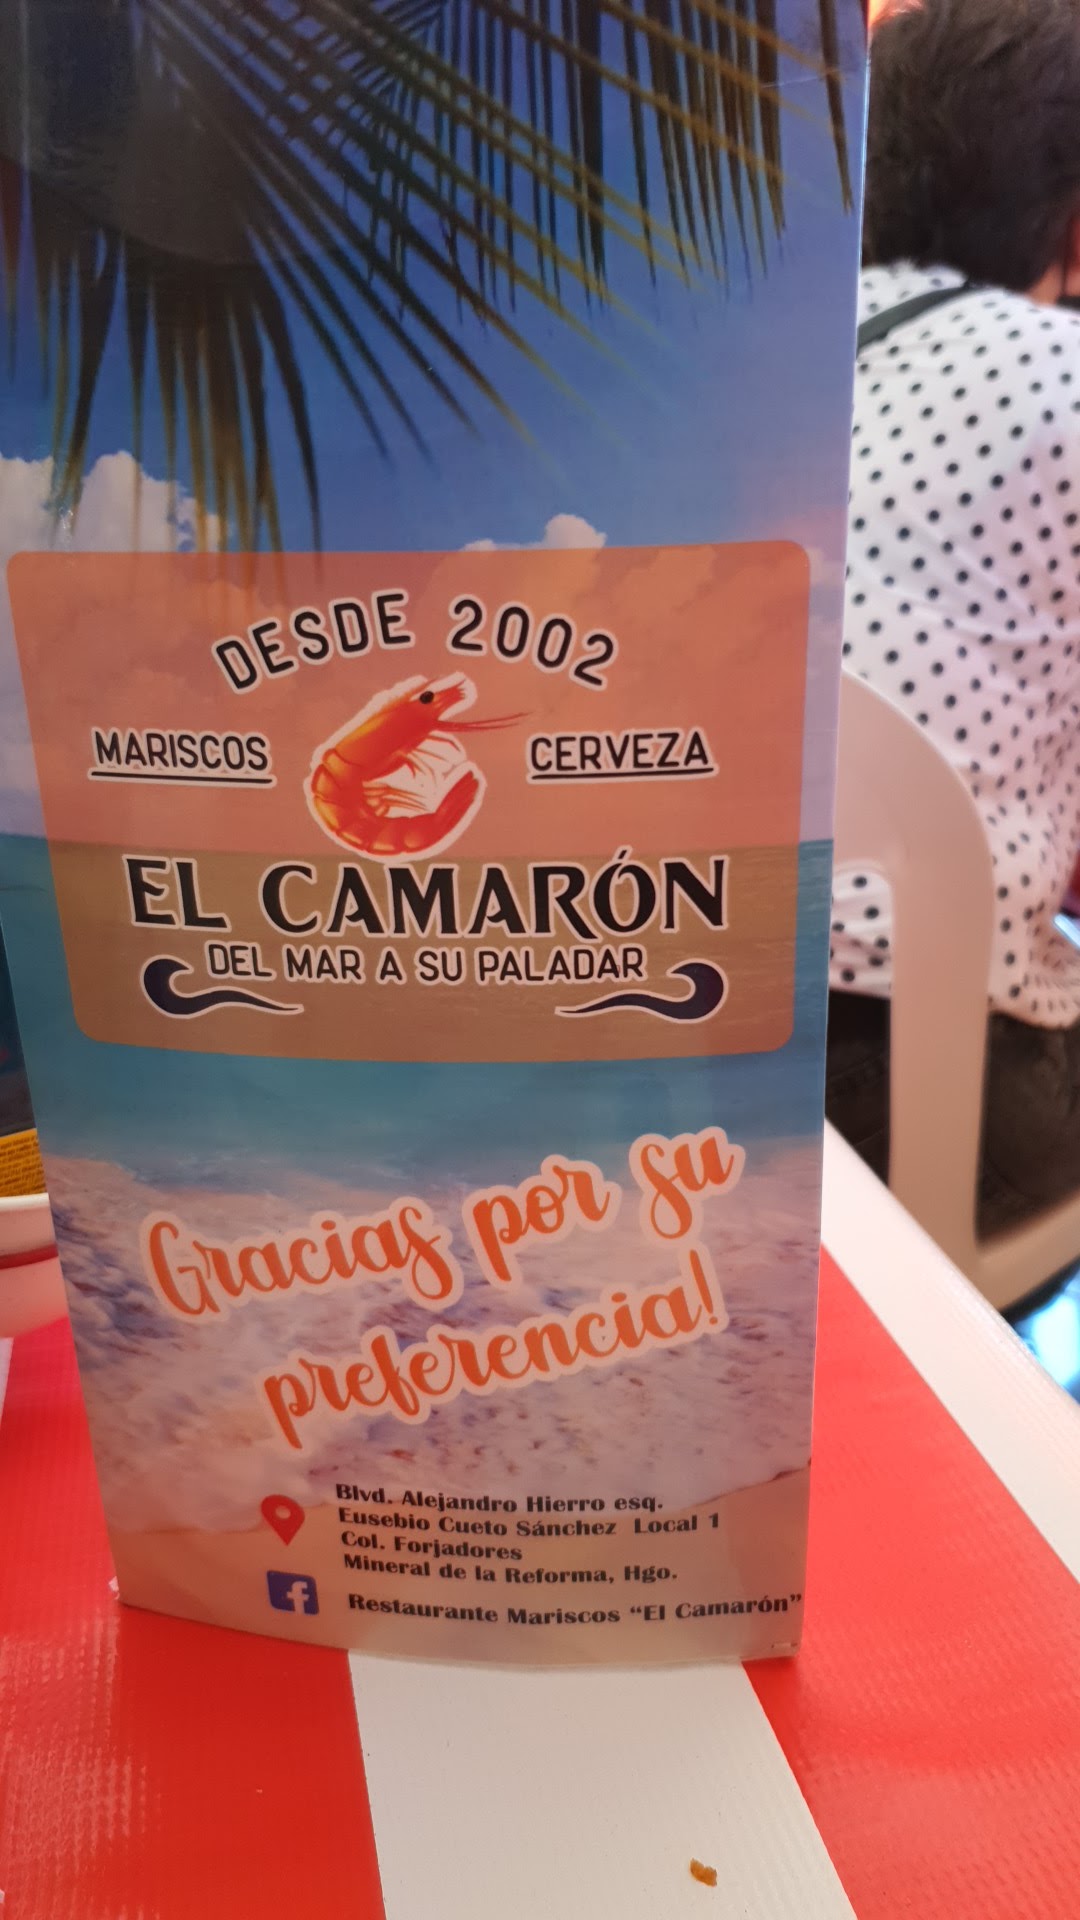 DESDE 2002
MARISCOS CERVEZA
EL CAMARÓN
DEL MAR A SU PALADAR
Gracias por su
preferencia!
Blvd. Alejandro Hierro esq.
Eusebio Cueto Sánchez Local 1
Col. Forjadores
Mineral de la Reforma, Hgo.
f
Restaurante Mariscos “El Camarón”